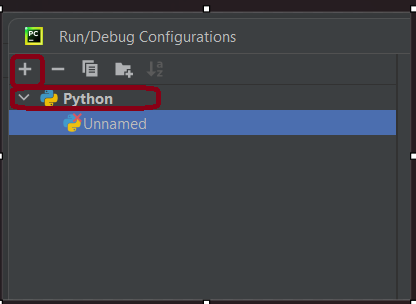 PC
Run/Debug Configurations
a
z
Python
Unnamed